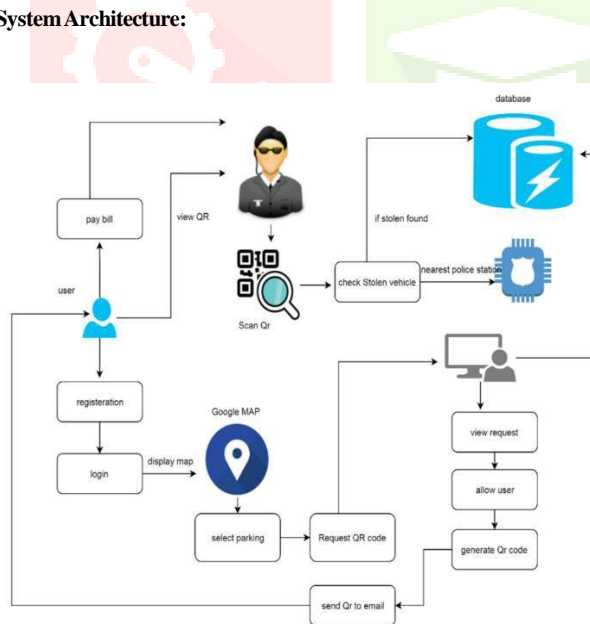 System Architecture:
database
pay bill
view QR
if stolen found
user
check Stolen vehicle
nearest police station
Scan Qr
registeration
Google MAP
view request
login
display map
allow user
select parking
Request QR code
generate Qr code
send Qr to email